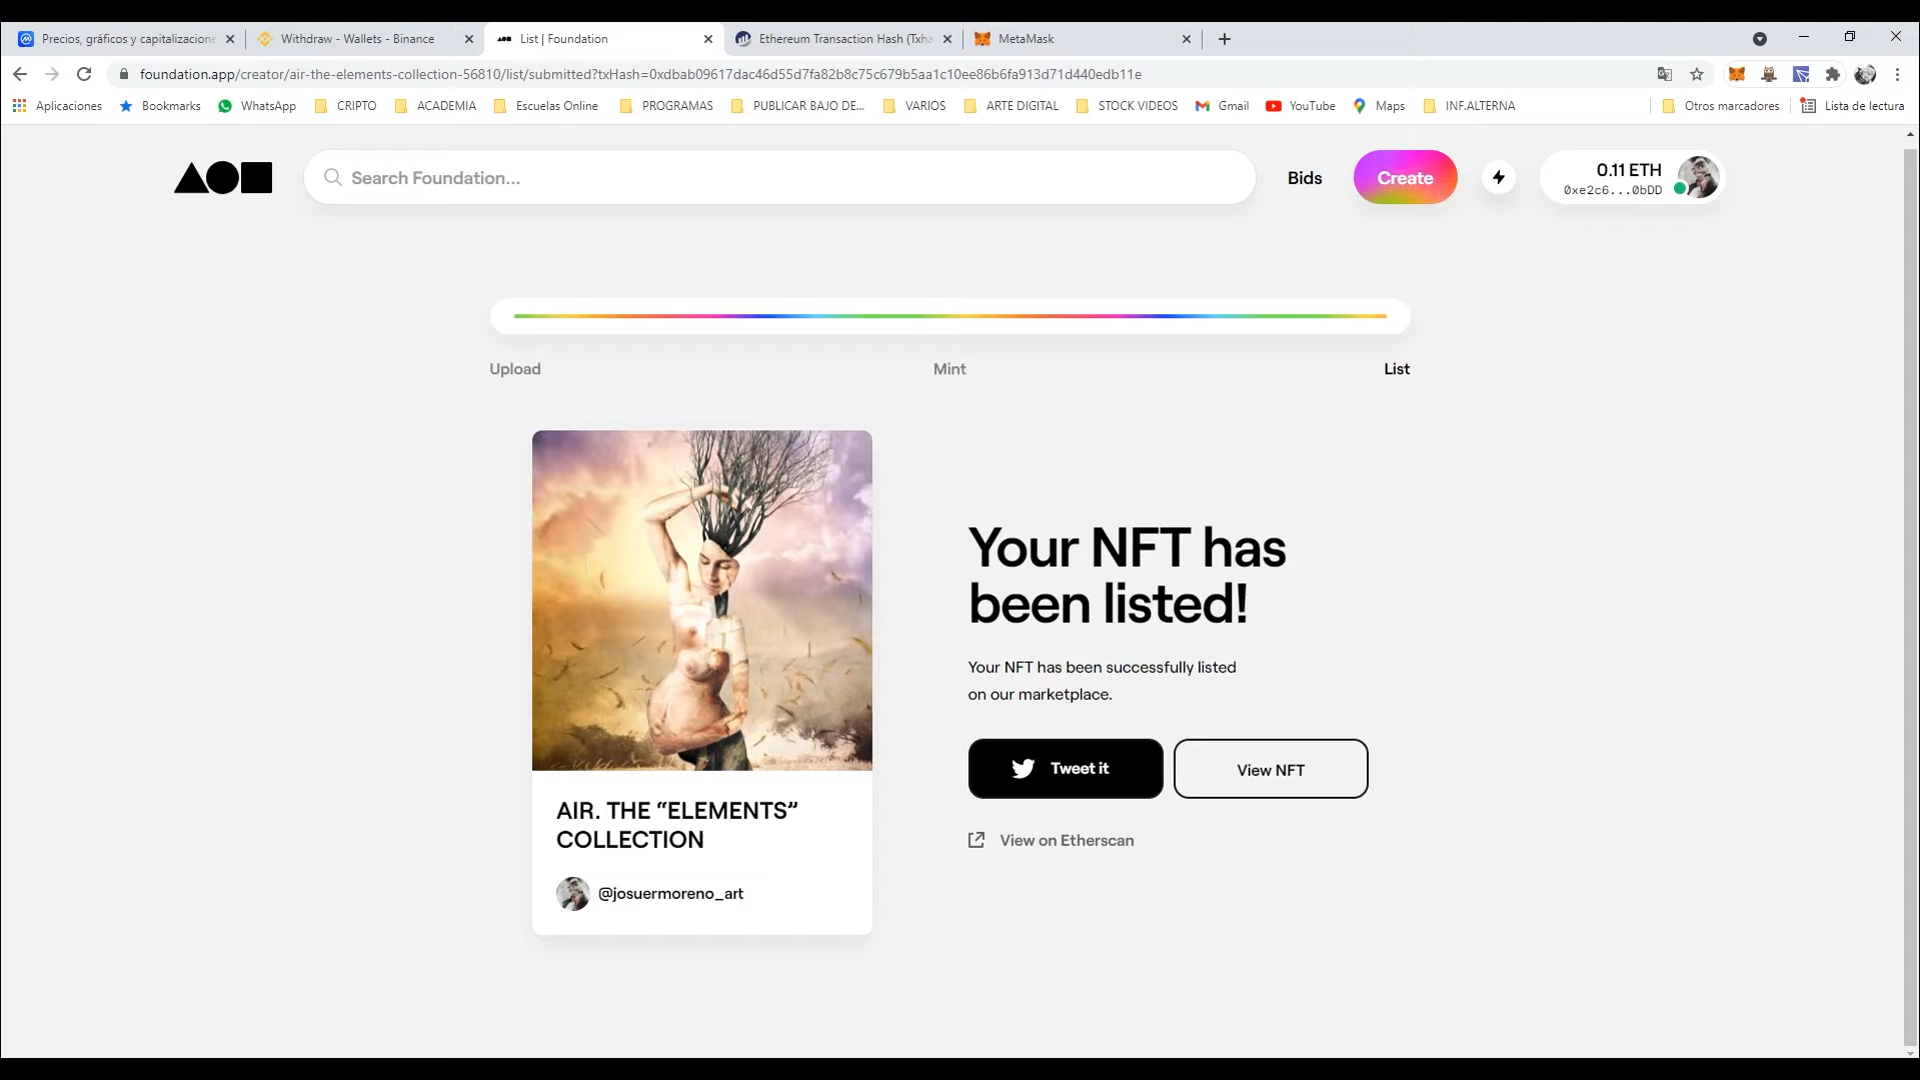 Precios, gráficos y capitalizacione
Withdraw - Wallets - Binance
List | Foundation
Ethereum Transaction Hash (Txha
MetaMask
foundation.app/creator/air-the-elements-collection-56810/list/submitted?txHash=0xdbab09617dac46d55d7fa82b8c75c679b5aa1c10ee86b6fa913d71d440edb11e
Aplicaciones
Bookmarks
WhatsApp
CRIPTO
ACADEMIA
Escuelas Online
PROGRAMAS
PUBLICAR BAJO DE...
VARIOS
ARTE DIGITAL
STOCK VIDEOS
Gmail
YouTube
Maps
INF.ALTERNA
Otros marcadores
Lista de lectura
Search Foundation...
Bids
Create
0.11 ETH
0xe2c6...0bDD
Upload
Mint
List
Your NFT has
been listed!
Your NFT has been successfully listed
on our marketplace.
Tweet it
View NFT
View on Etherscan
AIR. THE “ELEMENTS”
COLLECTION
@josuermoreno_art